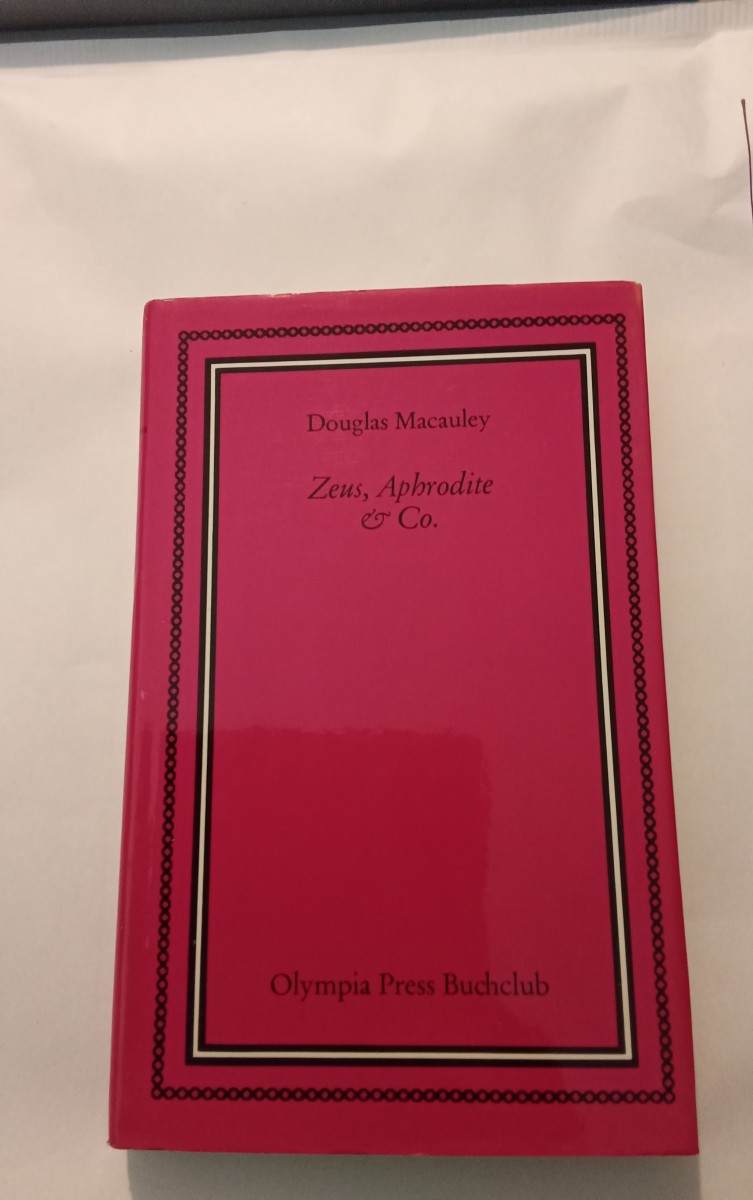 Douglas Macauley
Zeus, Aphrodite
& Co.
Olympia Press Buchclub